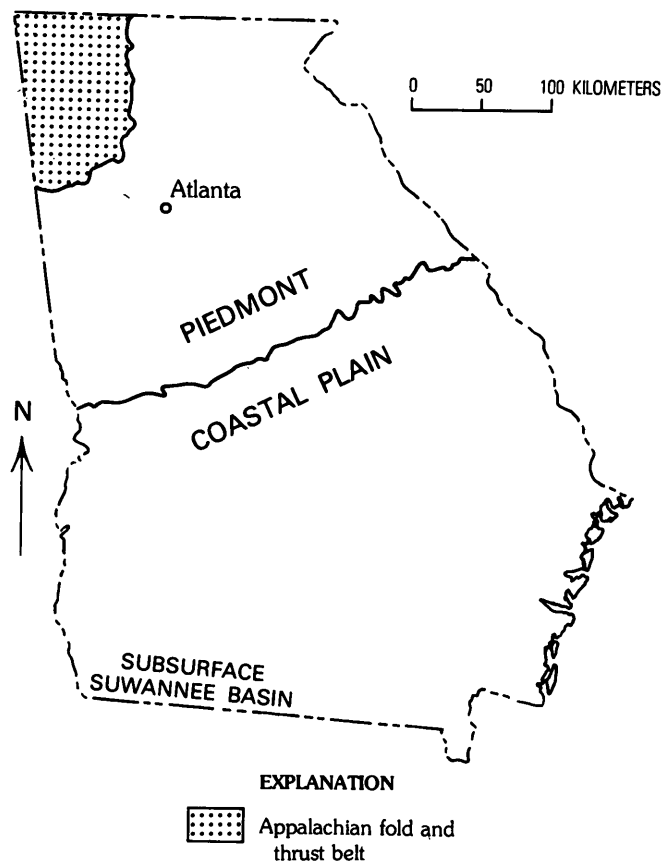 0 50 100 KILOMETERS
Atlanta
PIEDMONT
COASTAL PLAIN
N
SUBSURFACE
SUWANNEE BASIN
EXPLANATION
Appalachian fold and
thrust belt